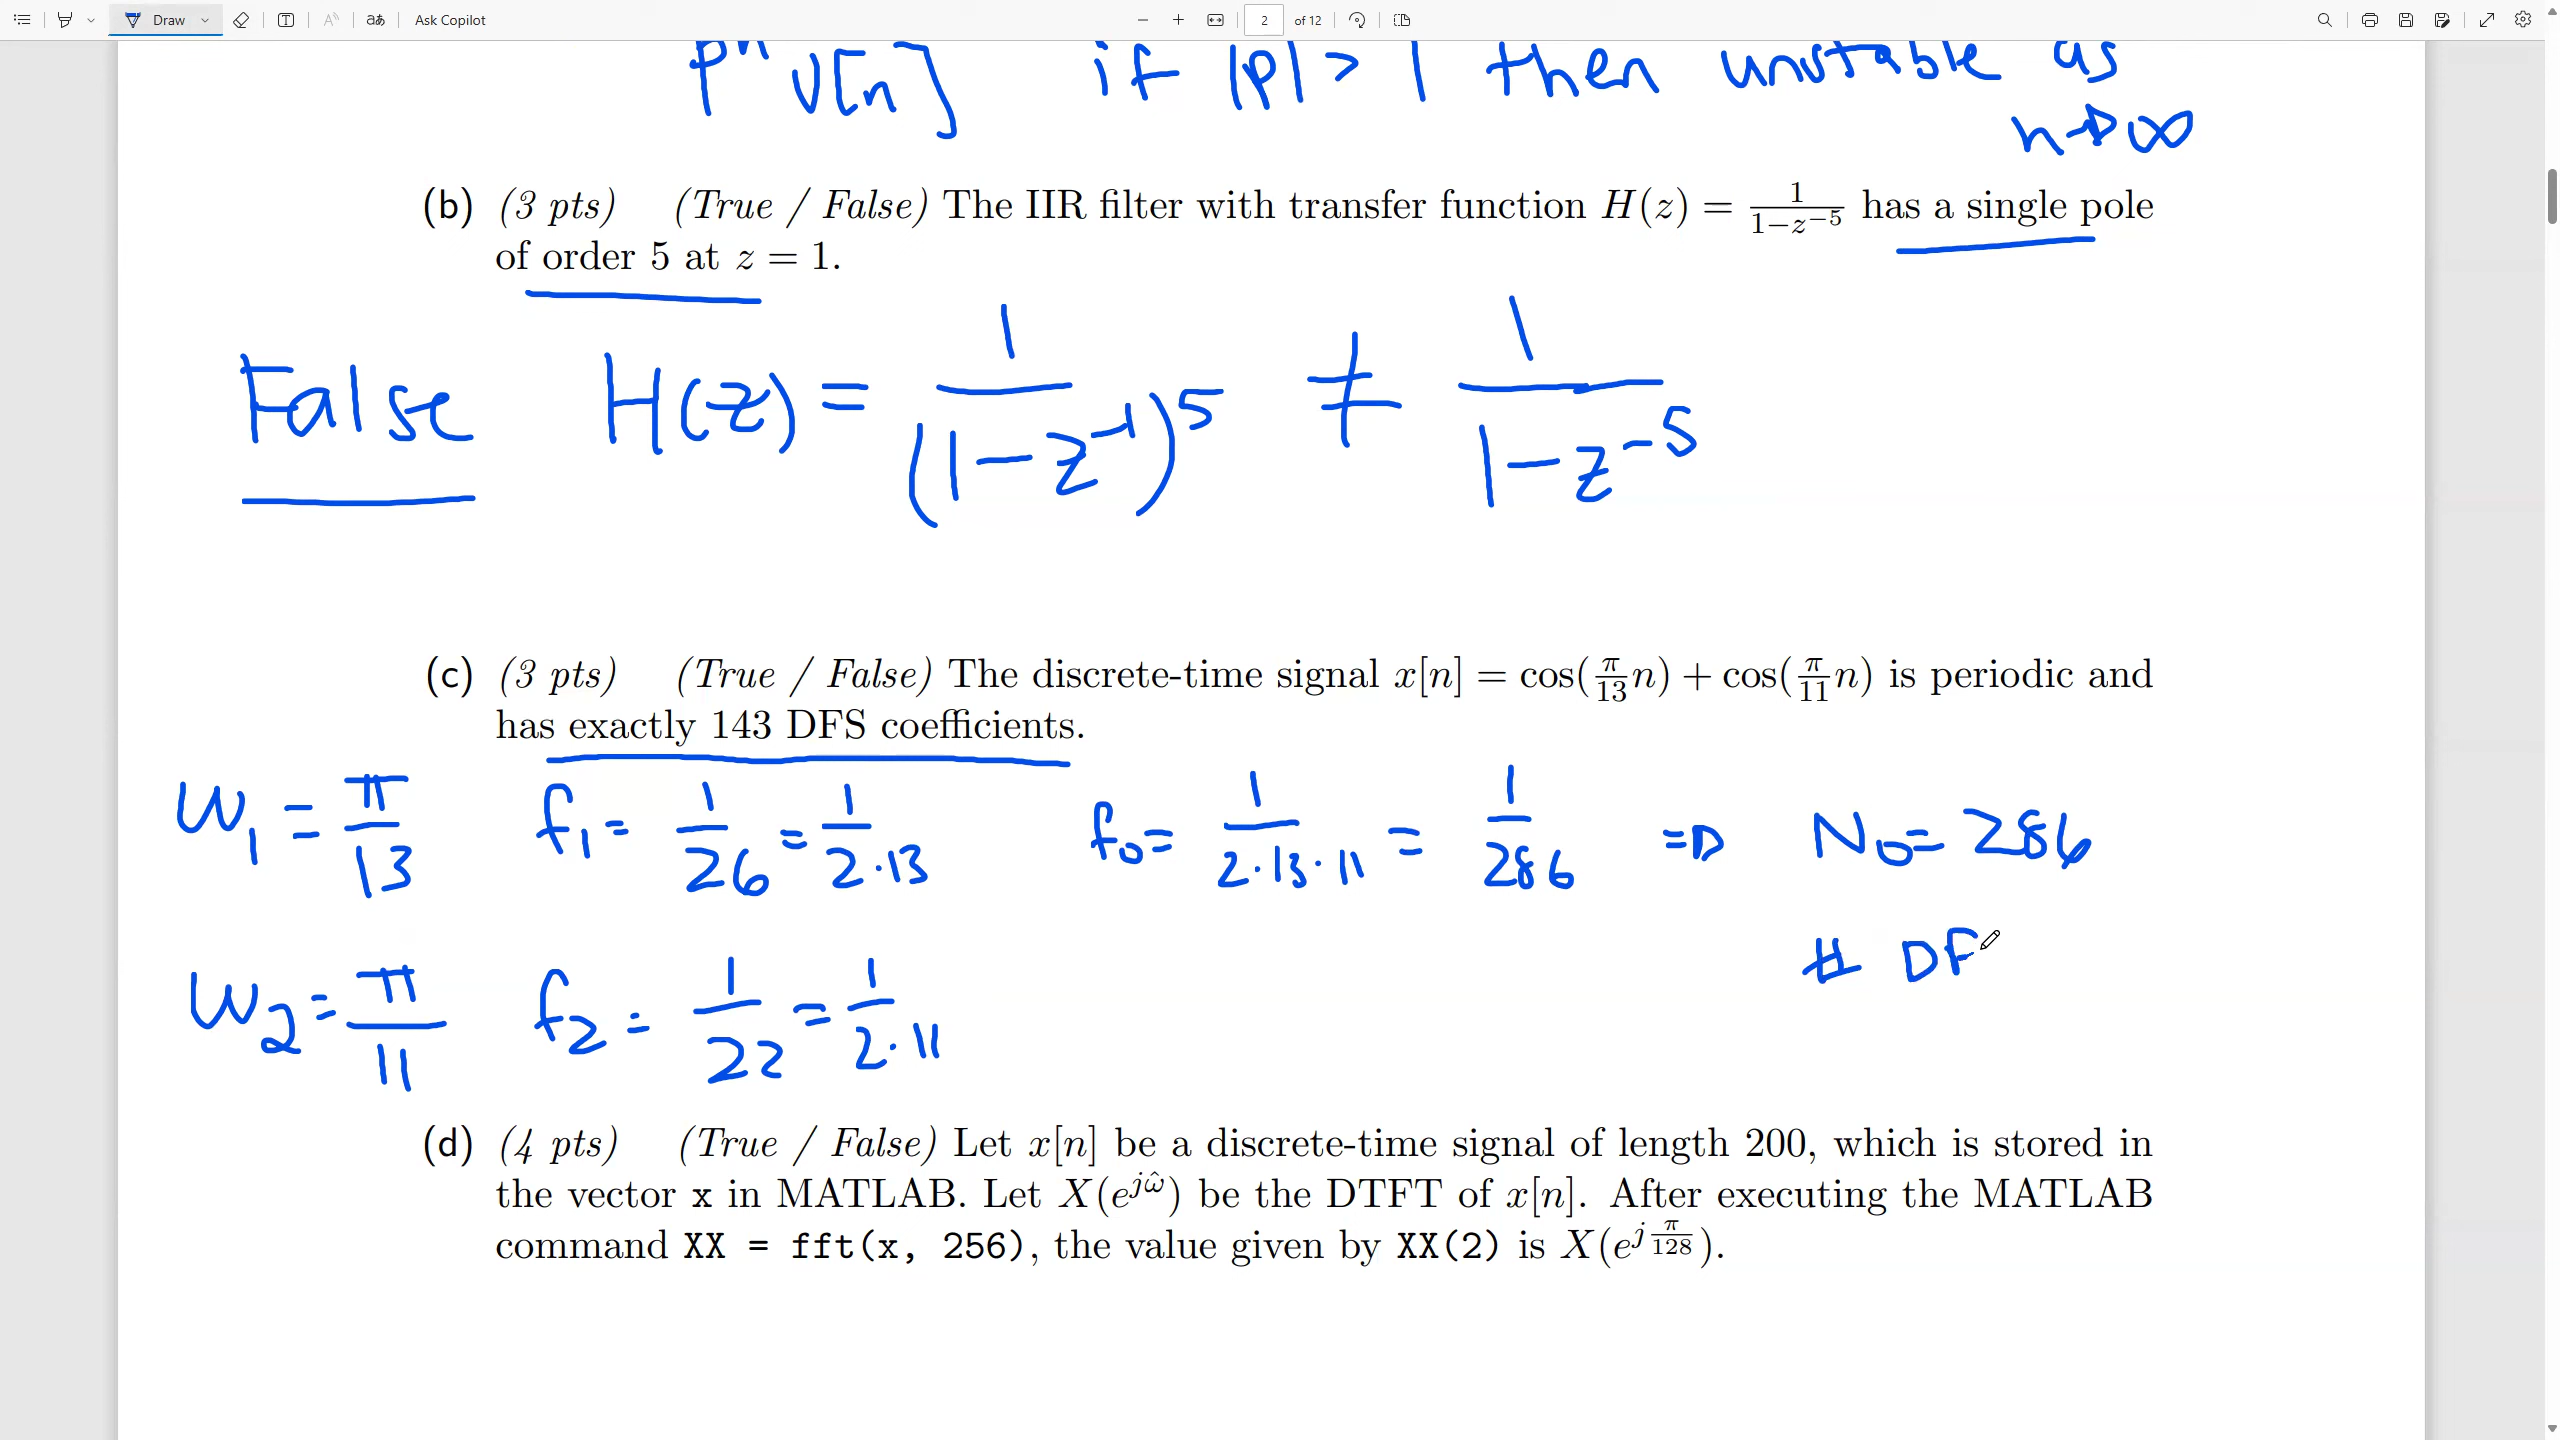 Draw Ask Copilot 2 of 12
pⁿ u[n] if |p| > 1 then unstable as
n → ∞
(b) (3 pts) (True / False) The IIR filter with transfer function H(z) = 1/(1−z⁻⁵) has a single pole
of order 5 at z = 1.
False H(z) = 1/(1−z⁻¹)⁵ ≠ 1/(1−z⁻⁵)
(c) (3 pts) (True / False) The discrete-time signal x[n] = cos(π/13 n) + cos(π/11 n) is periodic and
has exactly 143 DFS coefficients.
ω₁ = π/13 f₁ = 1/26 = 1/(2·13) f₀ = 1/(2·13·11) = 1/286 ⇒ N₀ = 286
# DF
ω₂ = π/11 f₂ = 1/22 = 1/(2·11)
(d) (4 pts) (True / False) Let x[n] be a discrete-time signal of length 200, which is stored in
the vector x in MATLAB. Let X(e^{jω̂}) be the DTFT of x[n]. After executing the MATLAB
command XX = fft(x, 256), the value given by XX(2) is X(e^{j π/128}).